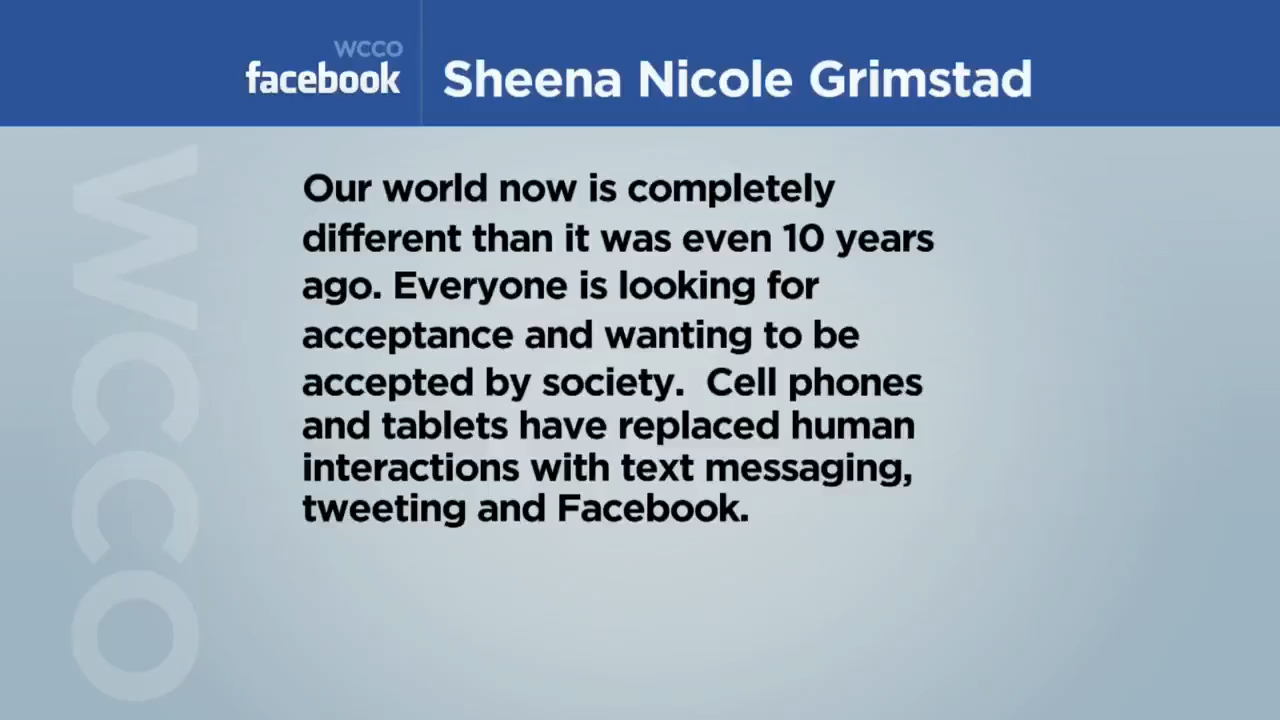 WCCO
facebook
Sheena Nicole Grimstad
WCCO
Our world now is completely
different than it was even 10 years
ago. Everyone is looking for
acceptance and wanting to be
accepted by society.  Cell phones
and tablets have replaced human
interactions with text messaging,
tweeting and Facebook.